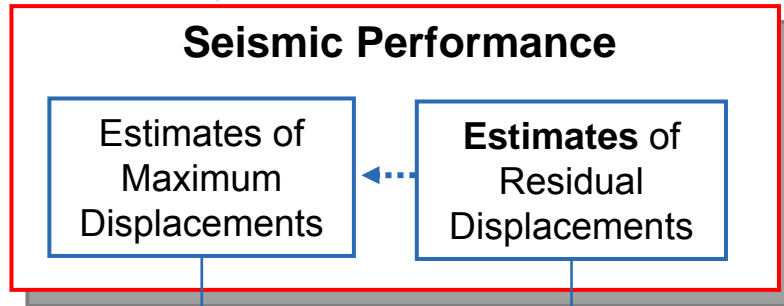 Seismic Performance
Estimates of
Maximum
Displacements
Estimates of
Residual
Displacements